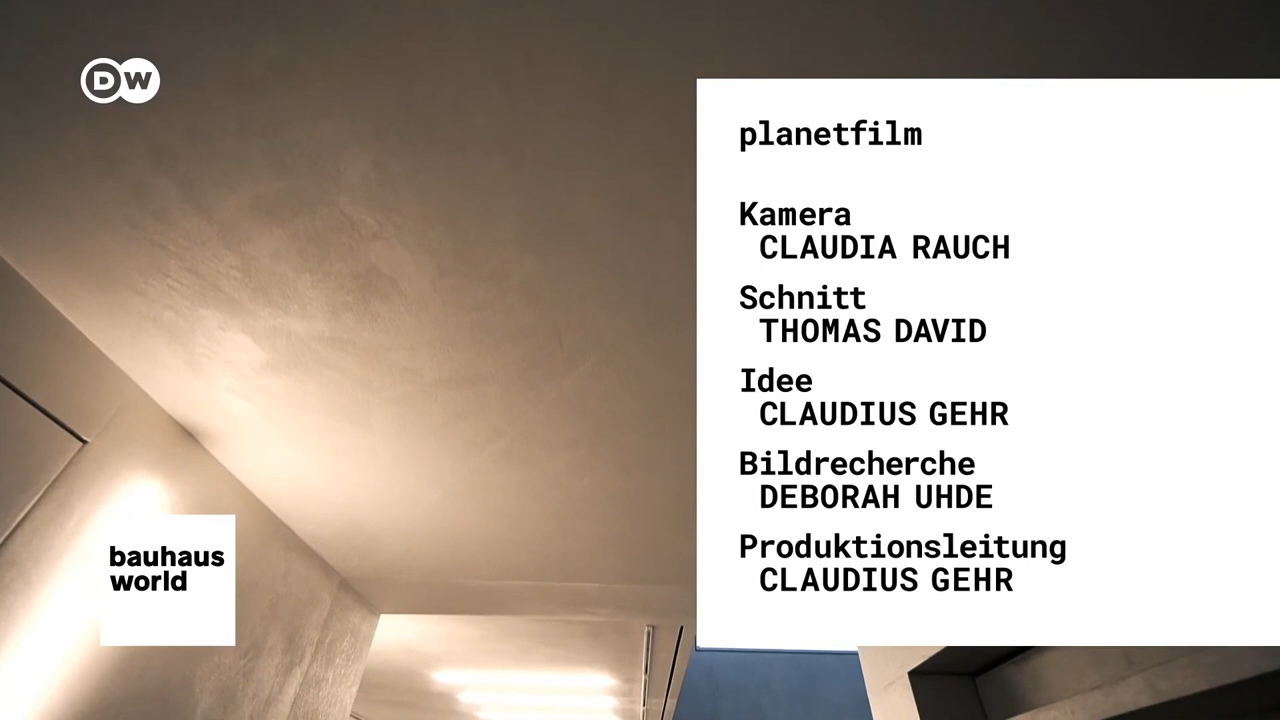 DW
planetfilm
Kamera
CLAUDIA RAUCH
Schnitt
THOMAS DAVID
Idee
CLAUDIUS GEHR
Bildrecherche
DEBORAH UHDE
Produktionsleitung
CLAUDIUS GEHR
bauhaus
world